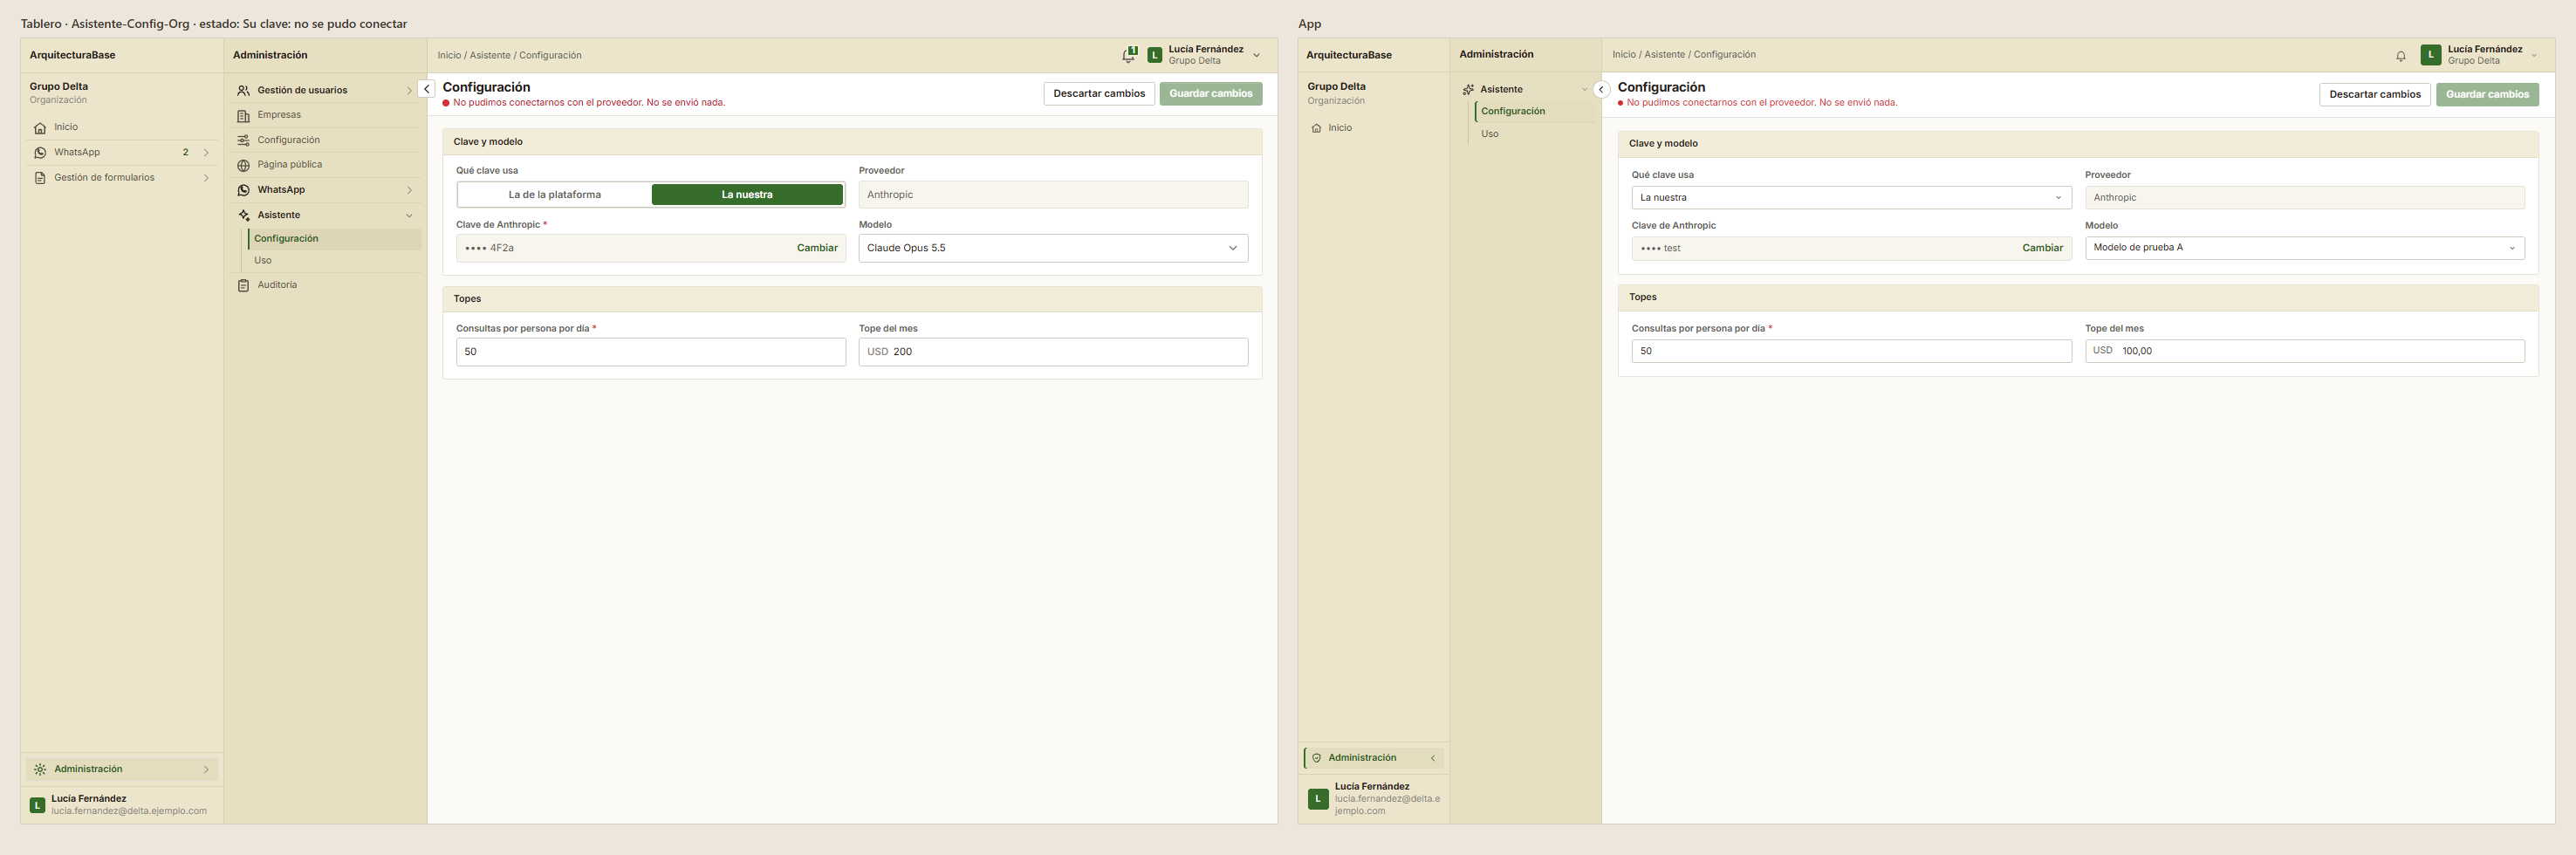 Tablero · Asistente-Config-Org · estado: Su clave: no se pudo conectar
ArquitecturaBase
Grupo Delta
Organización
Inicio
WhatsApp 2
Gestión de formularios
Administración
Lucía Fernández
lucia.fernandez@delta.ejemplo.com
Administración
Gestión de usuarios
Empresas
Configuración
Página pública
WhatsApp
Asistente
Configuración
Uso
Auditoría
Inicio / Asistente / Configuración
1
L
Lucía Fernández
Grupo Delta
Configuración
No pudimos conectarnos con el proveedor. No se envió nada.
Descartar cambios
Guardar cambios
Clave y modelo
Qué clave usa
La de la plataforma
La nuestra
Proveedor
Anthropic
Clave de Anthropic *
•••• 4F2a
Cambiar
Modelo
Claude Opus 5.5
Topes
Consultas por persona por día *
50
Tope del mes
USD 200
L
App
ArquitecturaBase
Grupo Delta
Organización
Inicio
Administración
L
Lucía Fernández
lucia.fernandez@delta.e
jemplo.com
Administración
Asistente
Configuración
Uso
Inicio / Asistente / Configuración
L
Lucía Fernández
Grupo Delta
Configuración
No pudimos conectarnos con el proveedor. No se envió nada.
Descartar cambios
Guardar cambios
Clave y modelo
Qué clave usa
La nuestra
Proveedor
Anthropic
Clave de Anthropic
•••• test
Cambiar
Modelo
Modelo de prueba A
Topes
Consultas por persona por día *
50
Tope del mes
USD 100,00